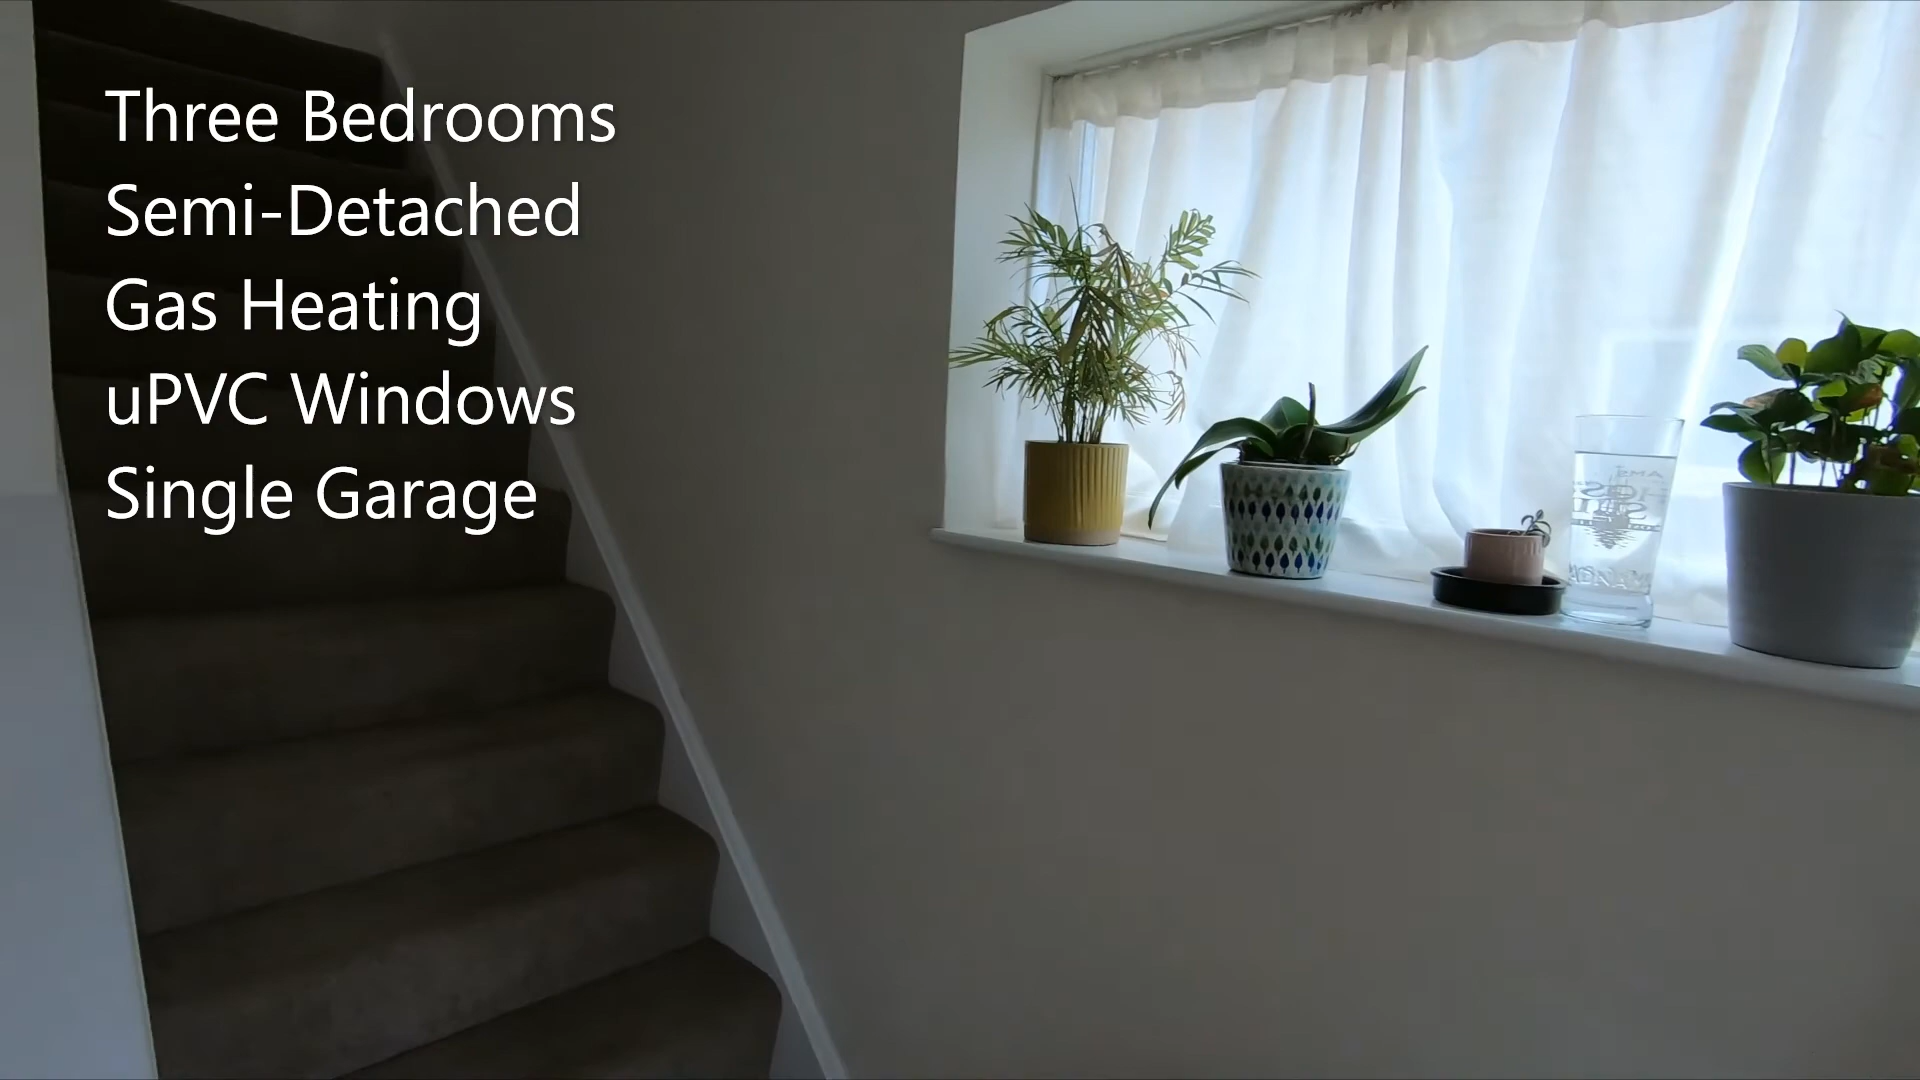 Three Bedrooms
Semi-Detached
Gas Heating
uPVC Windows
Single Garage